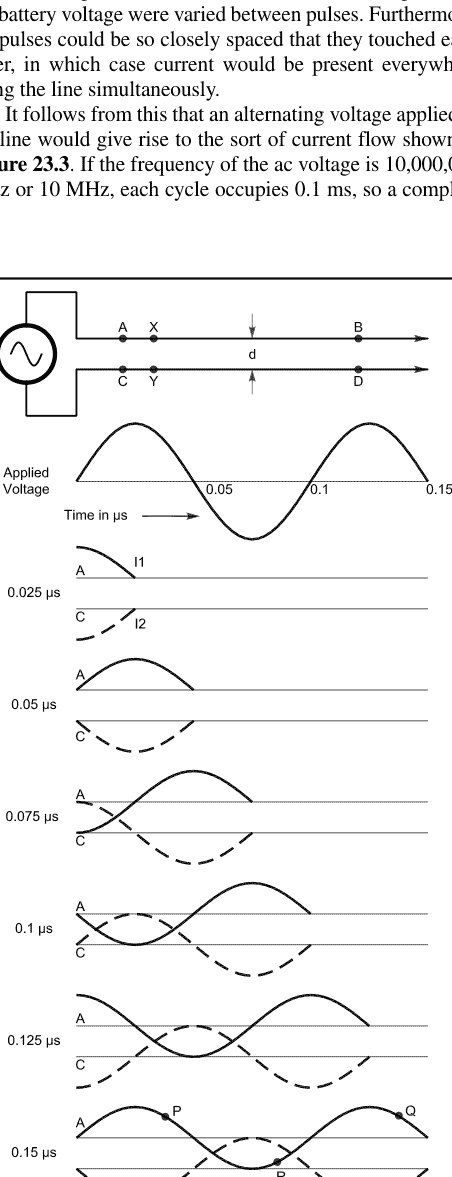 battery voltage were varied between pulses. Furthermo
pulses could be so closely spaced that they touched ea
er, in which case current would be present everywh
ng the line simultaneously.
It follows from this that an alternating voltage applied
line would give rise to the sort of current flow shown
ure 23.3. If the frequency of the ac voltage is 10,000,0
z or 10 MHz, each cycle occupies 0.1 ms, so a compl
A X B
d
C Y D
Applied
Voltage
0.05 0.1 0.15
Time in µs
A I1
0.025 µs
C I2
A
0.05 µs
C
A
0.075 µs
C
A
0.1 µs
C
A
0.125 µs
C
A P Q
0.15 µs